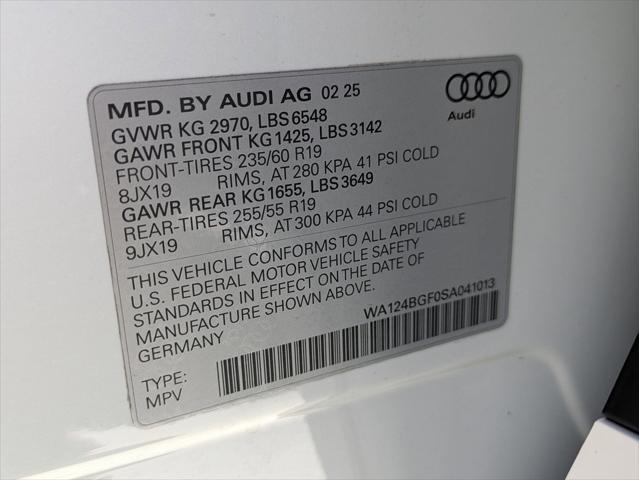 MFD. BY AUDI AG 02 25
Audi
GVWR KG 2970, LBS 6548
GAWR FRONT KG 1425, LBS 3142
FRONT-TIRES 235/60 R19
8JX19 RIMS, AT 280 KPA 41 PSI COLD
GAWR REAR KG 1655, LBS 3649
REAR-TIRES 255/55 R19
9JX19 RIMS, AT 300 KPA 44 PSI COLD
THIS VEHICLE CONFORMS TO ALL APPLICABLE
U.S. FEDERAL MOTOR VEHICLE SAFETY
STANDARDS IN EFFECT ON THE DATE OF
MANUFACTURE SHOWN ABOVE.
GERMANY
WA124BGF0SA041013
TYPE:
MPV